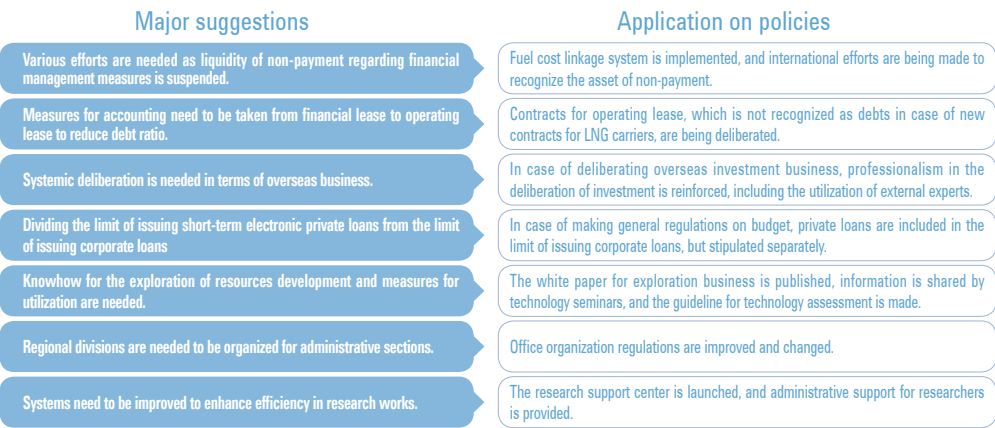 Major suggestions
Application on policies
Various efforts are needed as liquidity of non-payment regarding financial
management measures is suspended.
Fuel cost linkage system is implemented, and international efforts are being made to
recognize the asset of non-payment.
Measures for accounting need to be taken from financial lease to operating
lease to reduce debt ratio.
Contracts for operating lease, which is not recognized as debts in case of new
contracts for LNG carriers, are being deliberated.
Systemic deliberation is needed in terms of overseas business.
In case of deliberating overseas investment business, professionalism in the
deliberation of investment is reinforced, including the utilization of external experts.
Dividing the limit of issuing short-term electronic private loans from the limit
of issuing corporate loans
In case of making general regulations on budget, private loans are included in the
limit of issuing corporate loans, but stipulated separately.
Knowhow for the exploration of resources development and measures for
utilization are needed.
The white paper for exploration business is published, information is shared by
technology seminars, and the guideline for technology assessment is made.
Regional divisions are needed to be organized for administrative sections.
Office organization regulations are improved and changed.
Systems need to be improved to enhance efficiency in research works.
The research support center is launched, and administrative support for researchers
is provided.